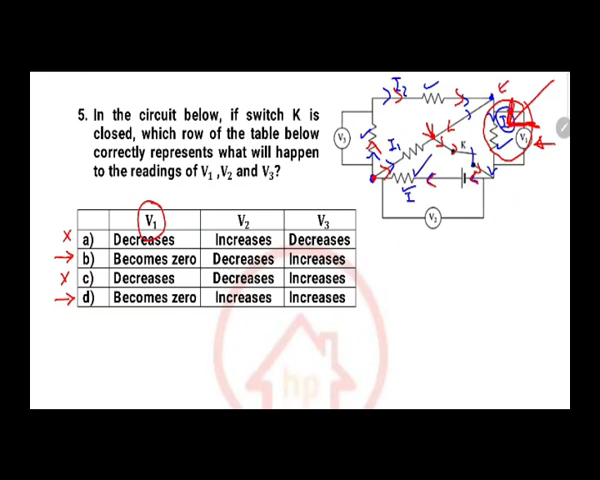 5. In the circuit below, if switch K is
closed, which row of the table below
correctly represents what will happen
to the readings of V₁ ,V₂ and V₃?
V₁ V₂ V₃
x a) Decreases Increases Decreases
→ b) Becomes zero Decreases Increases
x c) Decreases Decreases Increases
→ d) Becomes zero Increases Increases
I₂
V₃
I
V₁
I₁
K
I
V₂
hp